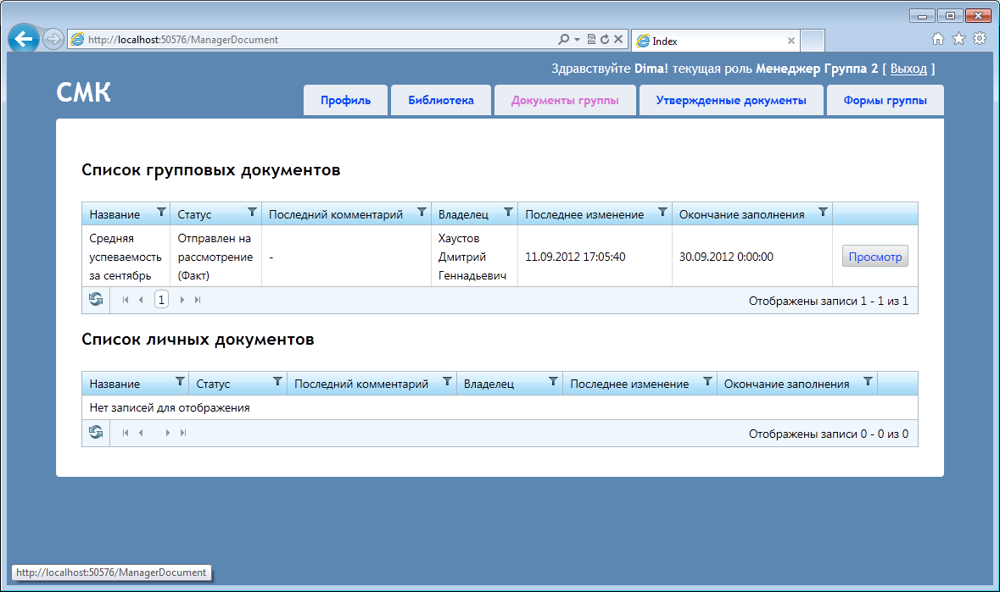 http://localhost:50576/ManagerDocument
Index
Здравствуйте Dima! текущая роль Менеджер Группа 2 [ Выход ]
СМК
Профиль
Библиотека
Документы группы
Утвержденные документы
Формы группы
Список групповых документов
Название Статус Последний комментарий Владелец Последнее изменение Окончание заполнения
Средняя
успеваемость
за сентябрь
Отправлен на
рассмотрение
(Факт)
-
Хаустов
Дмитрий
Геннадьевич
11.09.2012 17:05:40
30.09.2012 0:00:00
Просмотр
1
Отображены записи 1 - 1 из 1
Список личных документов
Название Статус Последний комментарий Владелец Последнее изменение Окончание заполнения
Нет записей для отображения
Отображены записи 0 - 0 из 0
http://localhost:50576/ManagerDocument